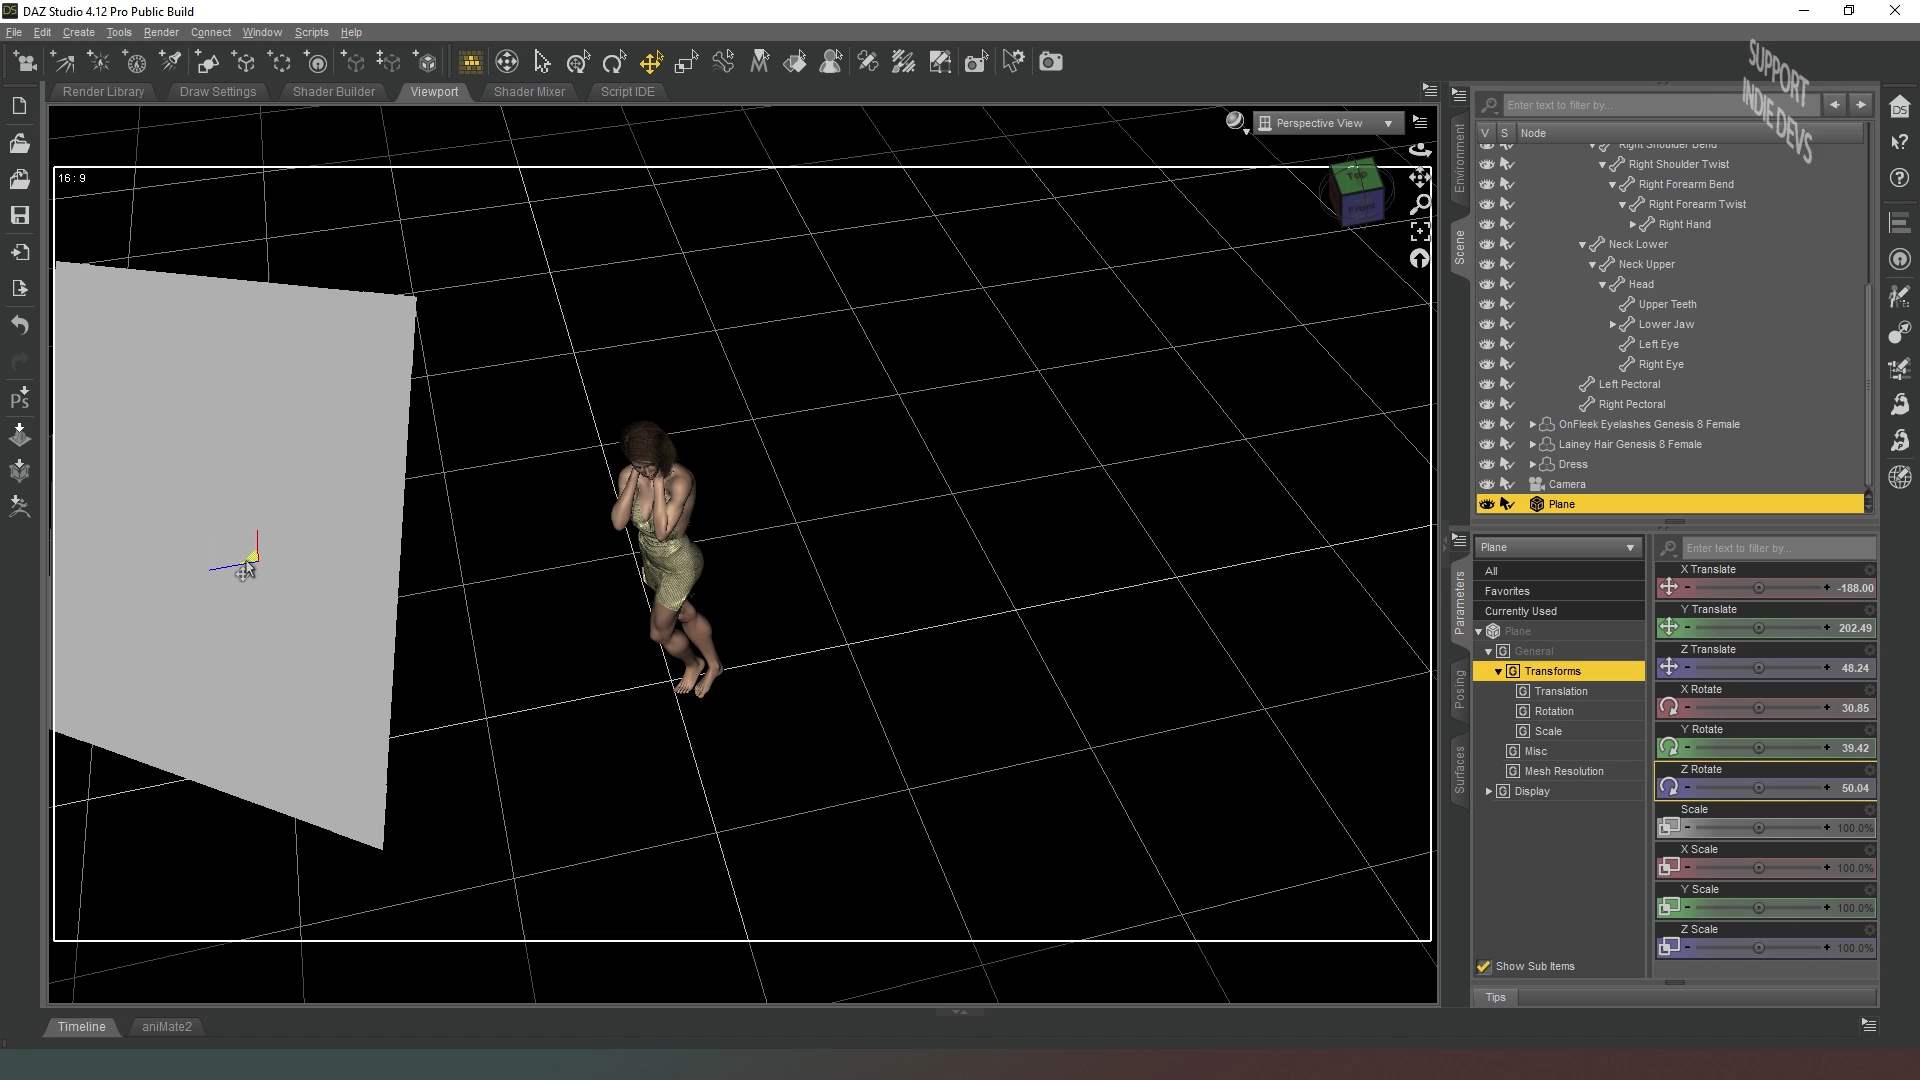 DAZ Studio 4.12 Pro Public Build
File Edit Create Tools Render Connect Window Scripts Help
Render Library Draw Settings Shader Builder Viewport Shader Mixer Script IDE
SUPPORT
INDIE DEVS
Enter text to filter by...
Perspective View
V S Node
16 : 9
Top
Front
Environment
Scene
Right Shoulder Bend
Right Shoulder Twist
Right Forearm Bend
Right Forearm Twist
Right Hand
Neck Lower
Neck Upper
Head
Upper Teeth
Lower Jaw
Left Eye
Right Eye
Left Pectoral
Right Pectoral
OnFleek Eyelashes Genesis 8 Female
Lainey Hair Genesis 8 Female
Dress
Camera
Plane
Parameters
Posing
Surfaces
Plane
All
Favorites
Currently Used
Plane
General
Transforms
Translation
Rotation
Scale
Misc
Mesh Resolution
Display
Show Sub Items
Enter text to filter by...
X Translate
-188.00
Y Translate
202.49
Z Translate
48.24
X Rotate
30.85
Y Rotate
39.42
Z Rotate
50.04
Scale
100.0%
X Scale
100.0%
Y Scale
100.0%
Z Scale
100.0%
Tips
Timeline aniMate2